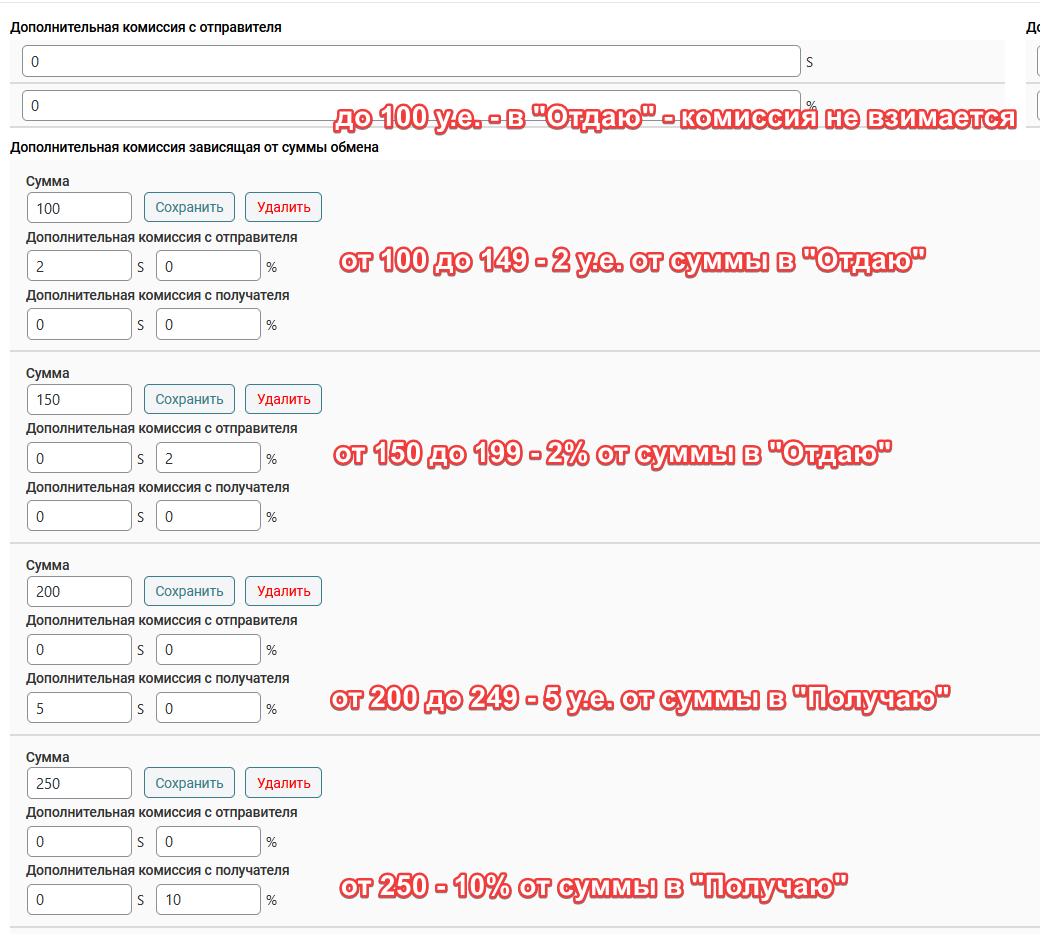 Дополнительная комиссия с отправителя
До
0 S
0 %
до 100 у.е. - в "Отдаю" - комиссия не взимается
Дополнительная комиссия зависящая от суммы обмена
Сумма
100 Сохранить Удалить
Дополнительная комиссия с отправителя
2 S 0 %
от 100 до 149 - 2 у.е. от суммы в "Отдаю"
Дополнительная комиссия с получателя
0 S 0 %
Сумма
150 Сохранить Удалить
Дополнительная комиссия с отправителя
0 S 2 %
от 150 до 199 - 2% от суммы в "Отдаю"
Дополнительная комиссия с получателя
0 S 0 %
Сумма
200 Сохранить Удалить
Дополнительная комиссия с отправителя
0 S 0 %
Дополнительная комиссия с получателя
5 S 0 %
от 200 до 249 - 5 у.е. от суммы в "Получаю"
Сумма
250 Сохранить Удалить
Дополнительная комиссия с отправителя
0 S 0 %
Дополнительная комиссия с получателя
0 S 10 %
от 250 - 10% от суммы в "Получаю"